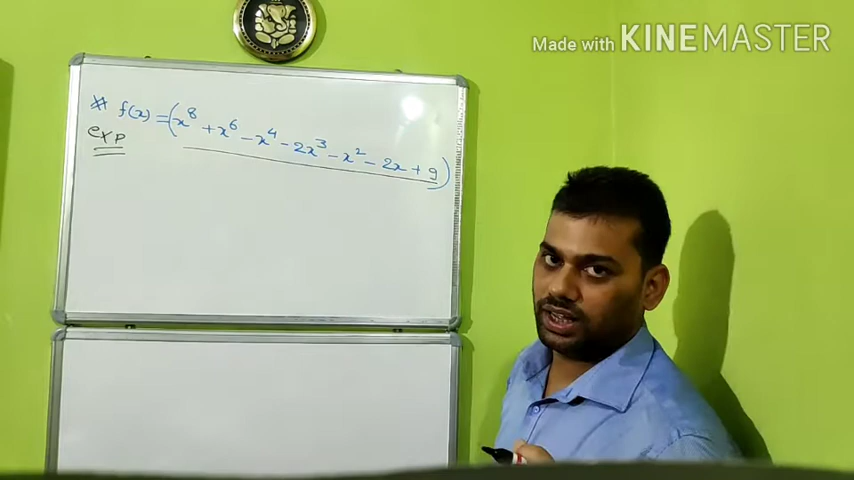 Made with KINEMASTER
* f(x) = (x⁸ + x⁶ - x⁴ - 2x³ - x² - 2x + 9)
exp